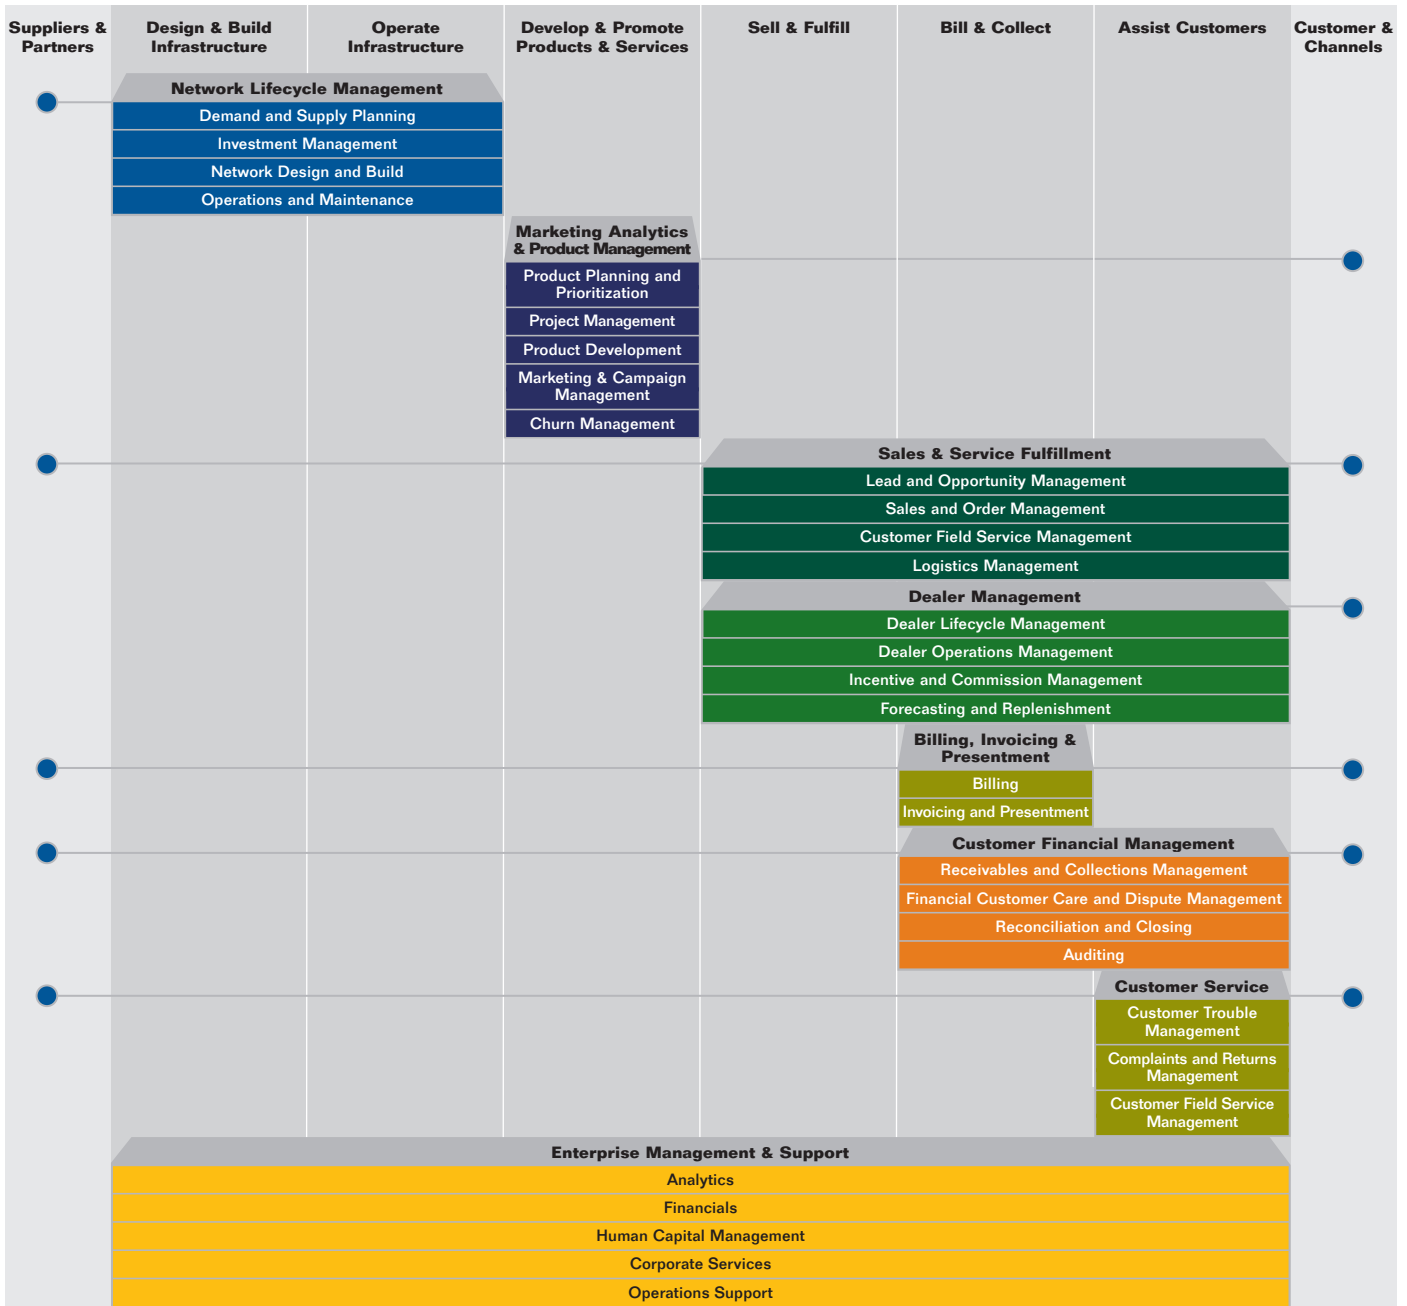 Suppliers &
Partners
Design & Build
Infrastructure
Operate
Infrastructure
Develop & Promote
Products & Services
Sell & Fulfill
Bill & Collect
Assist Customers
Customer &
Channels
Network Lifecycle Management
Demand and Supply Planning
Investment Management
Network Design and Build
Operations and Maintenance
Marketing Analytics
& Product Management
Product Planning and
Prioritization
Project Management
Product Development
Marketing & Campaign
Management
Churn Management
Sales & Service Fulfillment
Lead and Opportunity Management
Sales and Order Management
Customer Field Service Management
Logistics Management
Dealer Management
Dealer Lifecycle Management
Dealer Operations Management
Incentive and Commission Management
Forecasting and Replenishment
Billing, Invoicing &
Presentment
Billing
Invoicing and Presentment
Customer Financial Management
Receivables and Collections Management
Financial Customer Care and Dispute Management
Reconciliation and Closing
Auditing
Customer Service
Customer Trouble
Management
Complaints and Returns
Management
Customer Field Service
Management
Enterprise Management & Support
Analytics
Financials
Human Capital Management
Corporate Services
Operations Support